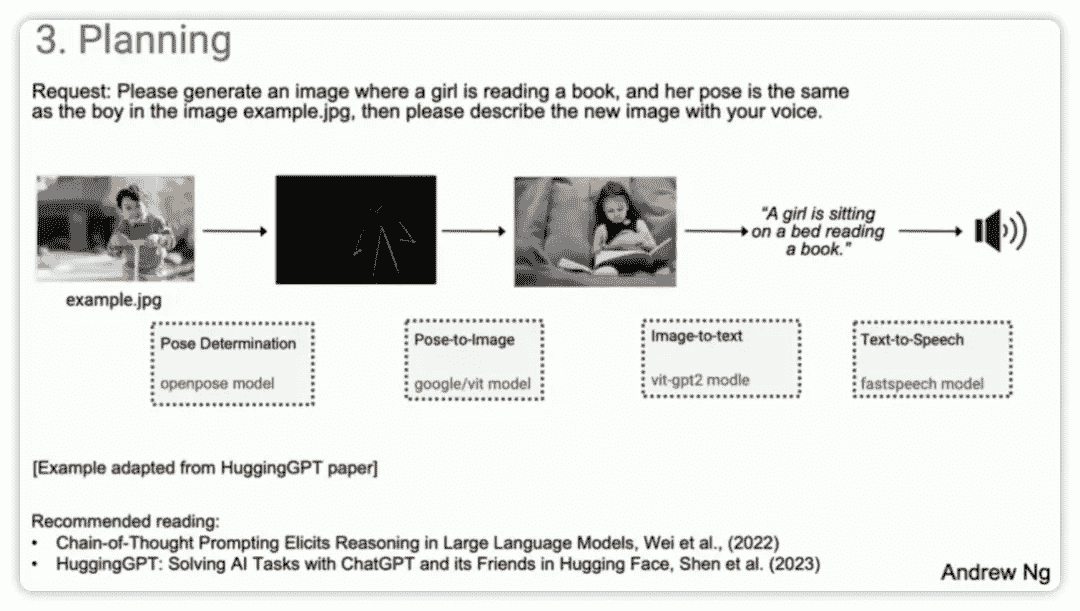 3. Planning
Request: Please generate an image where a girl is reading a book, and her pose is the same
as the boy in the image example.jpg, then please describe the new image with your voice.
"A girl is sitting
on a bed reading
a book."
example.jpg
Pose Determination
openpose model
Pose-to-Image
google/vit model
Image-to-text
vit-gpt2 modle
Text-to-Speech
fastspeech model
[Example adapted from HuggingGPT paper]
Recommended reading:
• Chain-of-Thought Prompting Elicits Reasoning in Large Language Models, Wei et al., (2022)
• HuggingGPT: Solving AI Tasks with ChatGPT and its Friends in Hugging Face, Shen et al. (2023)
Andrew Ng